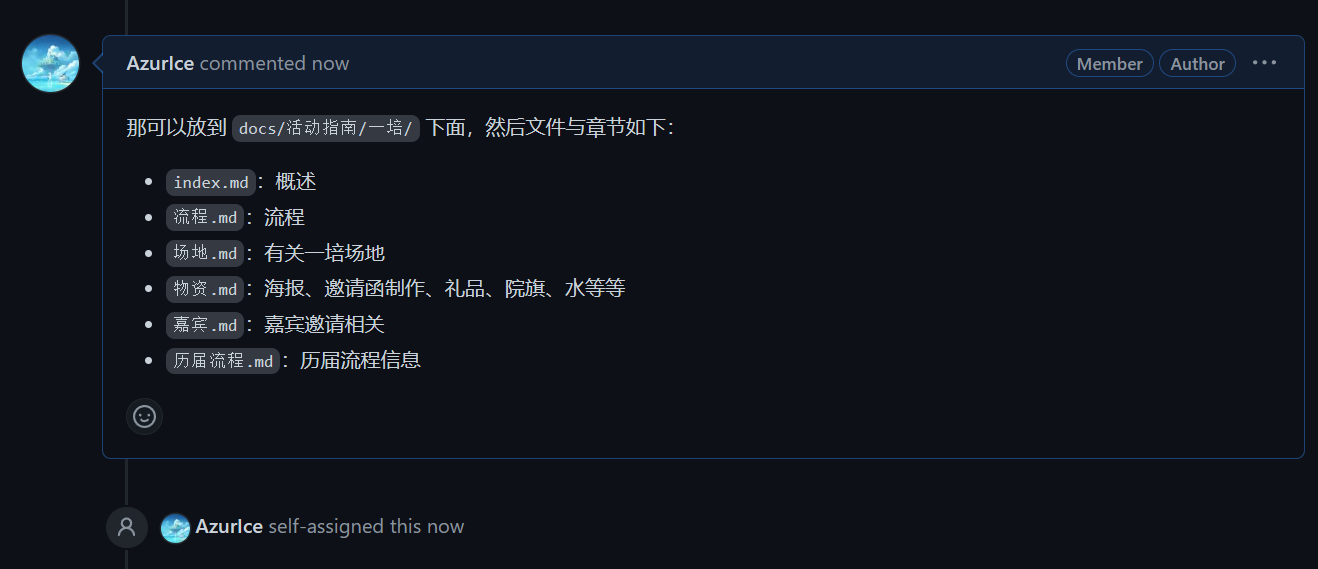 AzurIce commented now Member Author
那可以放到 docs/活动指南/一培/ 下面，然后文件与章节如下：
index.md：概述
流程.md：流程
场地.md：有关一培场地
物资.md：海报、邀请函制作、礼品、院旗、水等等
嘉宾.md：嘉宾邀请相关
历届流程.md：历届流程信息
AzurIce self-assigned this now